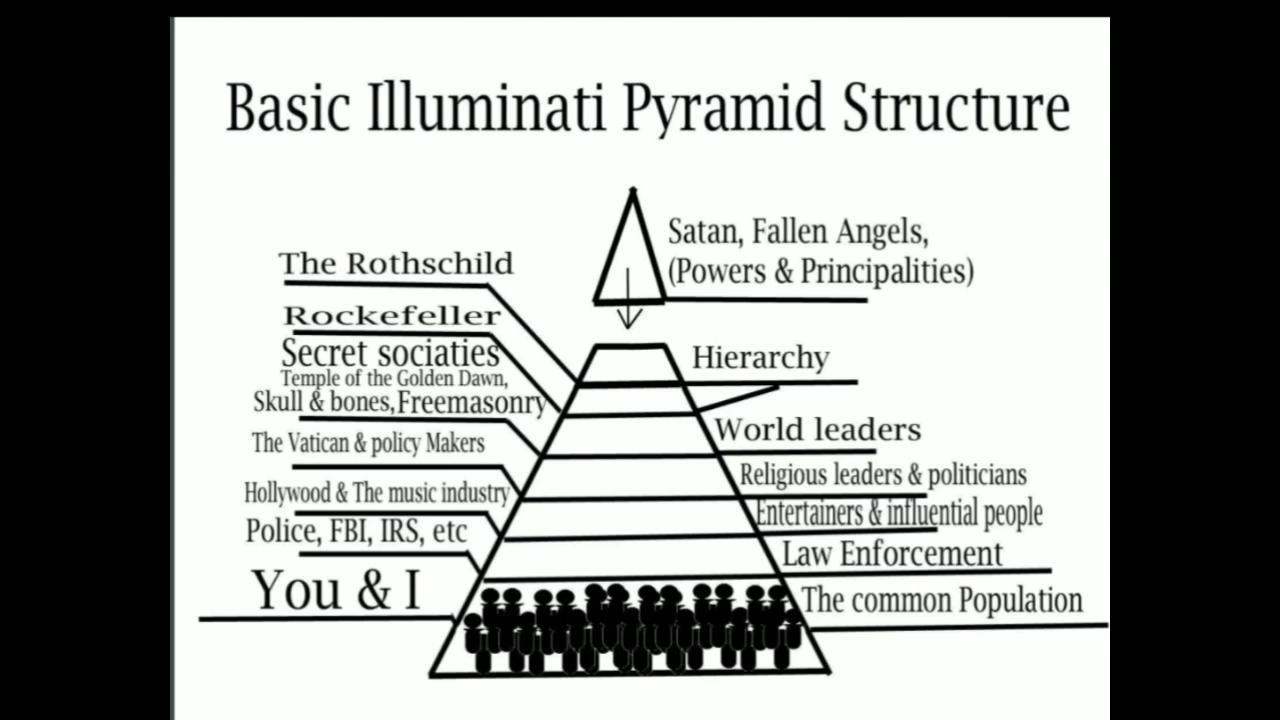 Basic Illuminati Pyramid Structure
Satan, Fallen Angels,
(Powers & Principalities)
The Rothschild
Rockefeller
Secret sociaties
Temple of the Golden Dawn,
Skull & bones,Freemasonry
The Vatican & policy Makers
Hollywood & The music industry
Police, FBI, IRS, etc
You & I
Hierarchy
World leaders
Religious leaders & politicians
Entertainers & influential people
Law Enforcement
The common Population